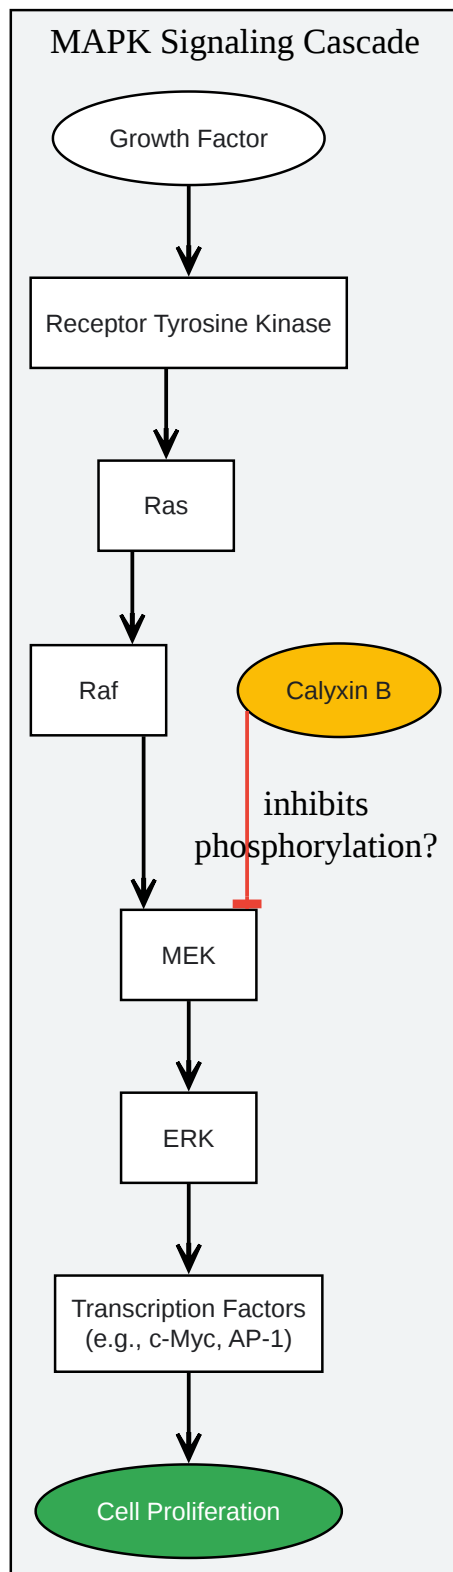 MAPK Signaling Cascade
Growth Factor
Receptor Tyrosine Kinase
Ras
Raf
Calyxin B
inhibits
phosphorylation?
MEK
ERK
Transcription Factors
(e.g., c-Myc, AP-1)
Cell Proliferation